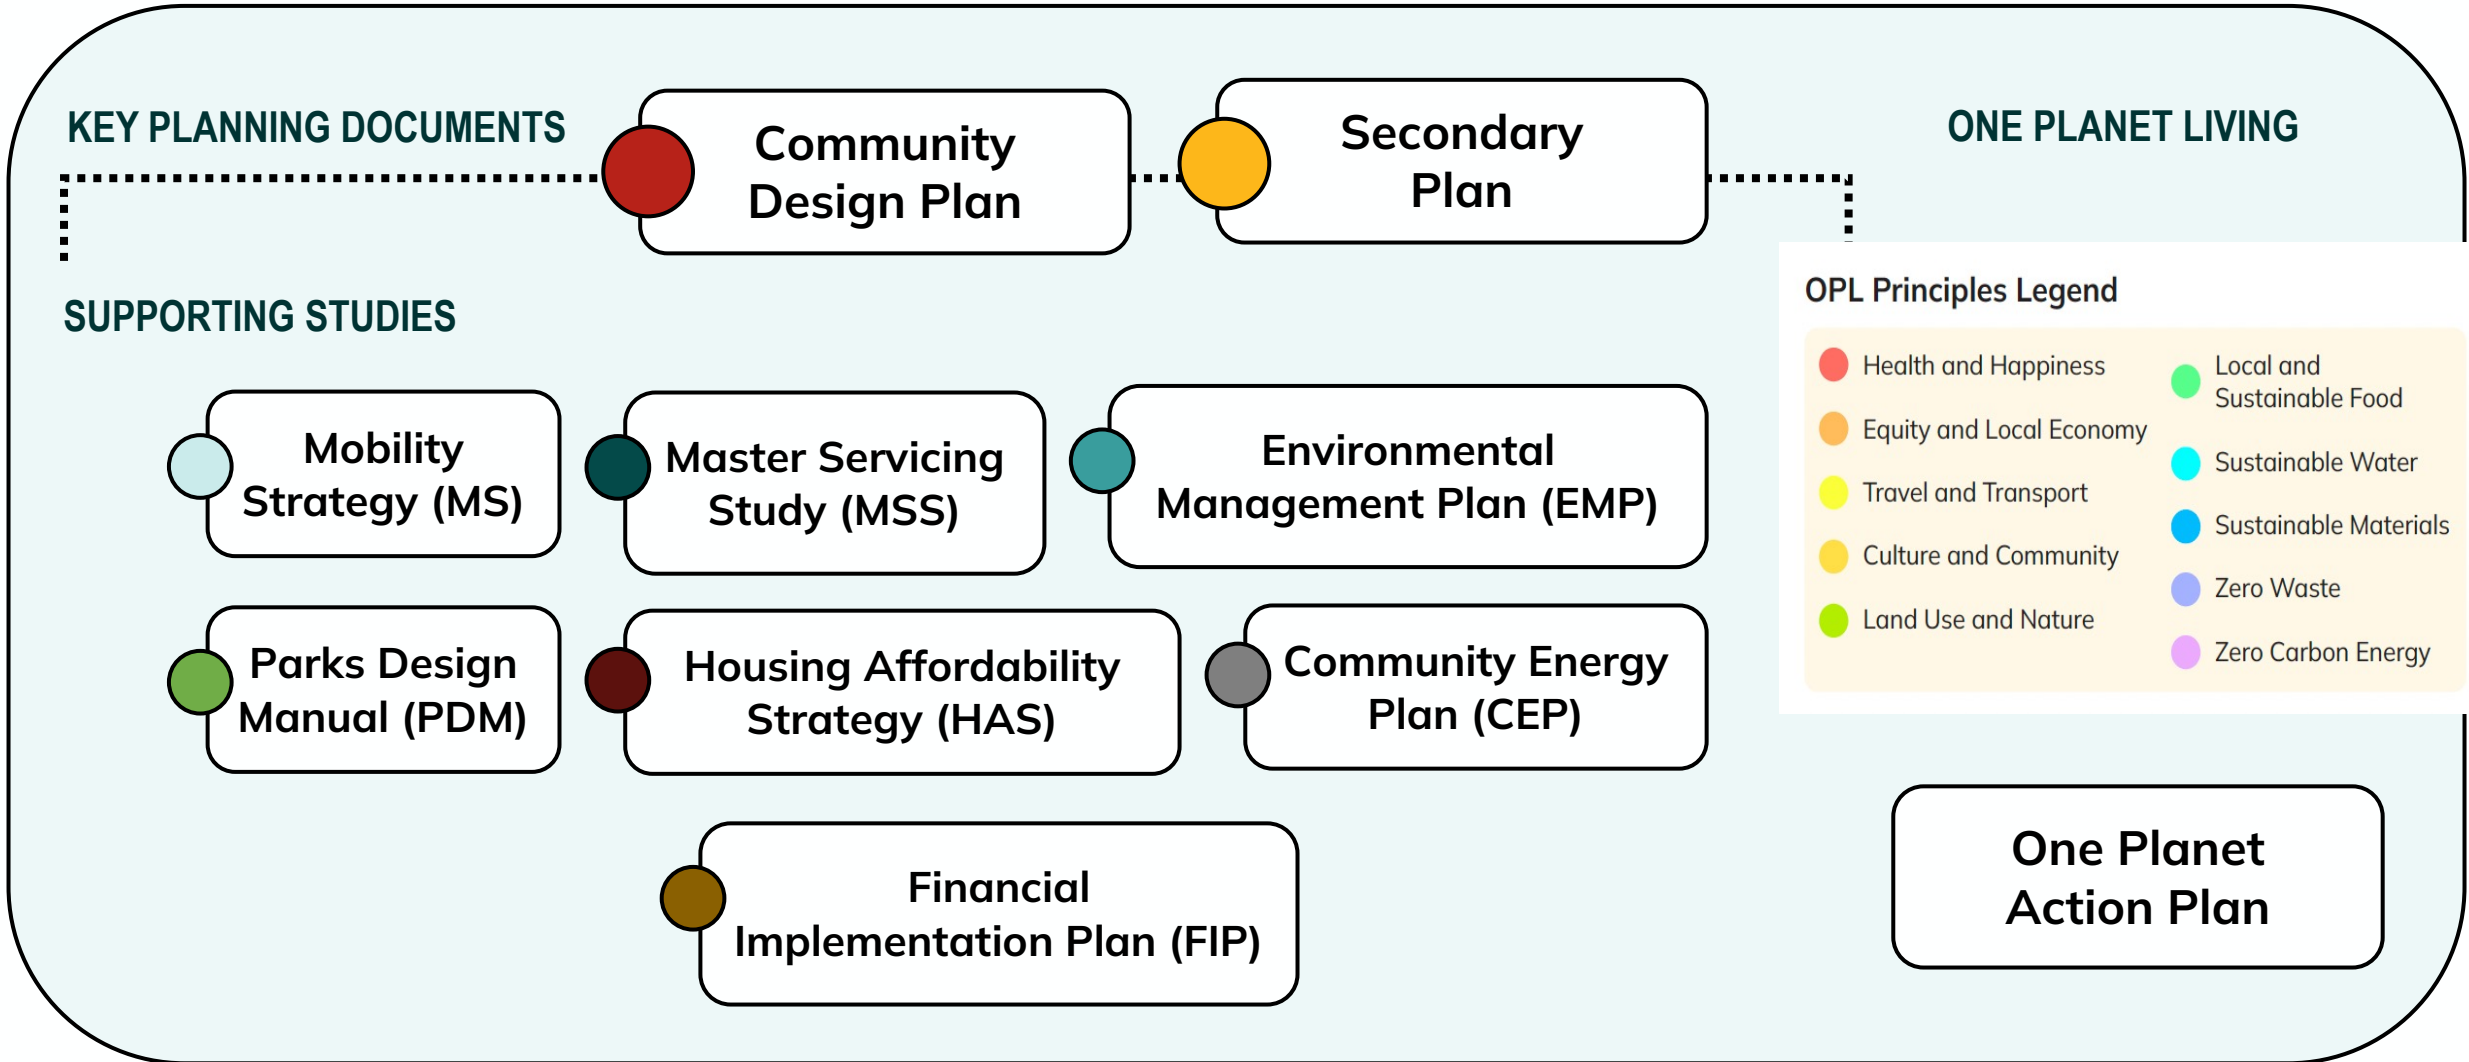 KEY PLANNING DOCUMENTS
Community
Design Plan
Secondary
Plan
ONE PLANET LIVING
SUPPORTING STUDIES
Mobility
Strategy (MS)
Master Servicing
Study (MSS)
Environmental
Management Plan (EMP)
Parks Design
Manual (PDM)
Housing Affordability
Strategy (HAS)
Community Energy
Plan (CEP)
Financial
Implementation Plan (FIP)
OPL Principles Legend
Health and Happiness
Equity and Local Economy
Travel and Transport
Culture and Community
Land Use and Nature
Local and
Sustainable Food
Sustainable Water
Sustainable Materials
Zero Waste
Zero Carbon Energy
One Planet
Action Plan